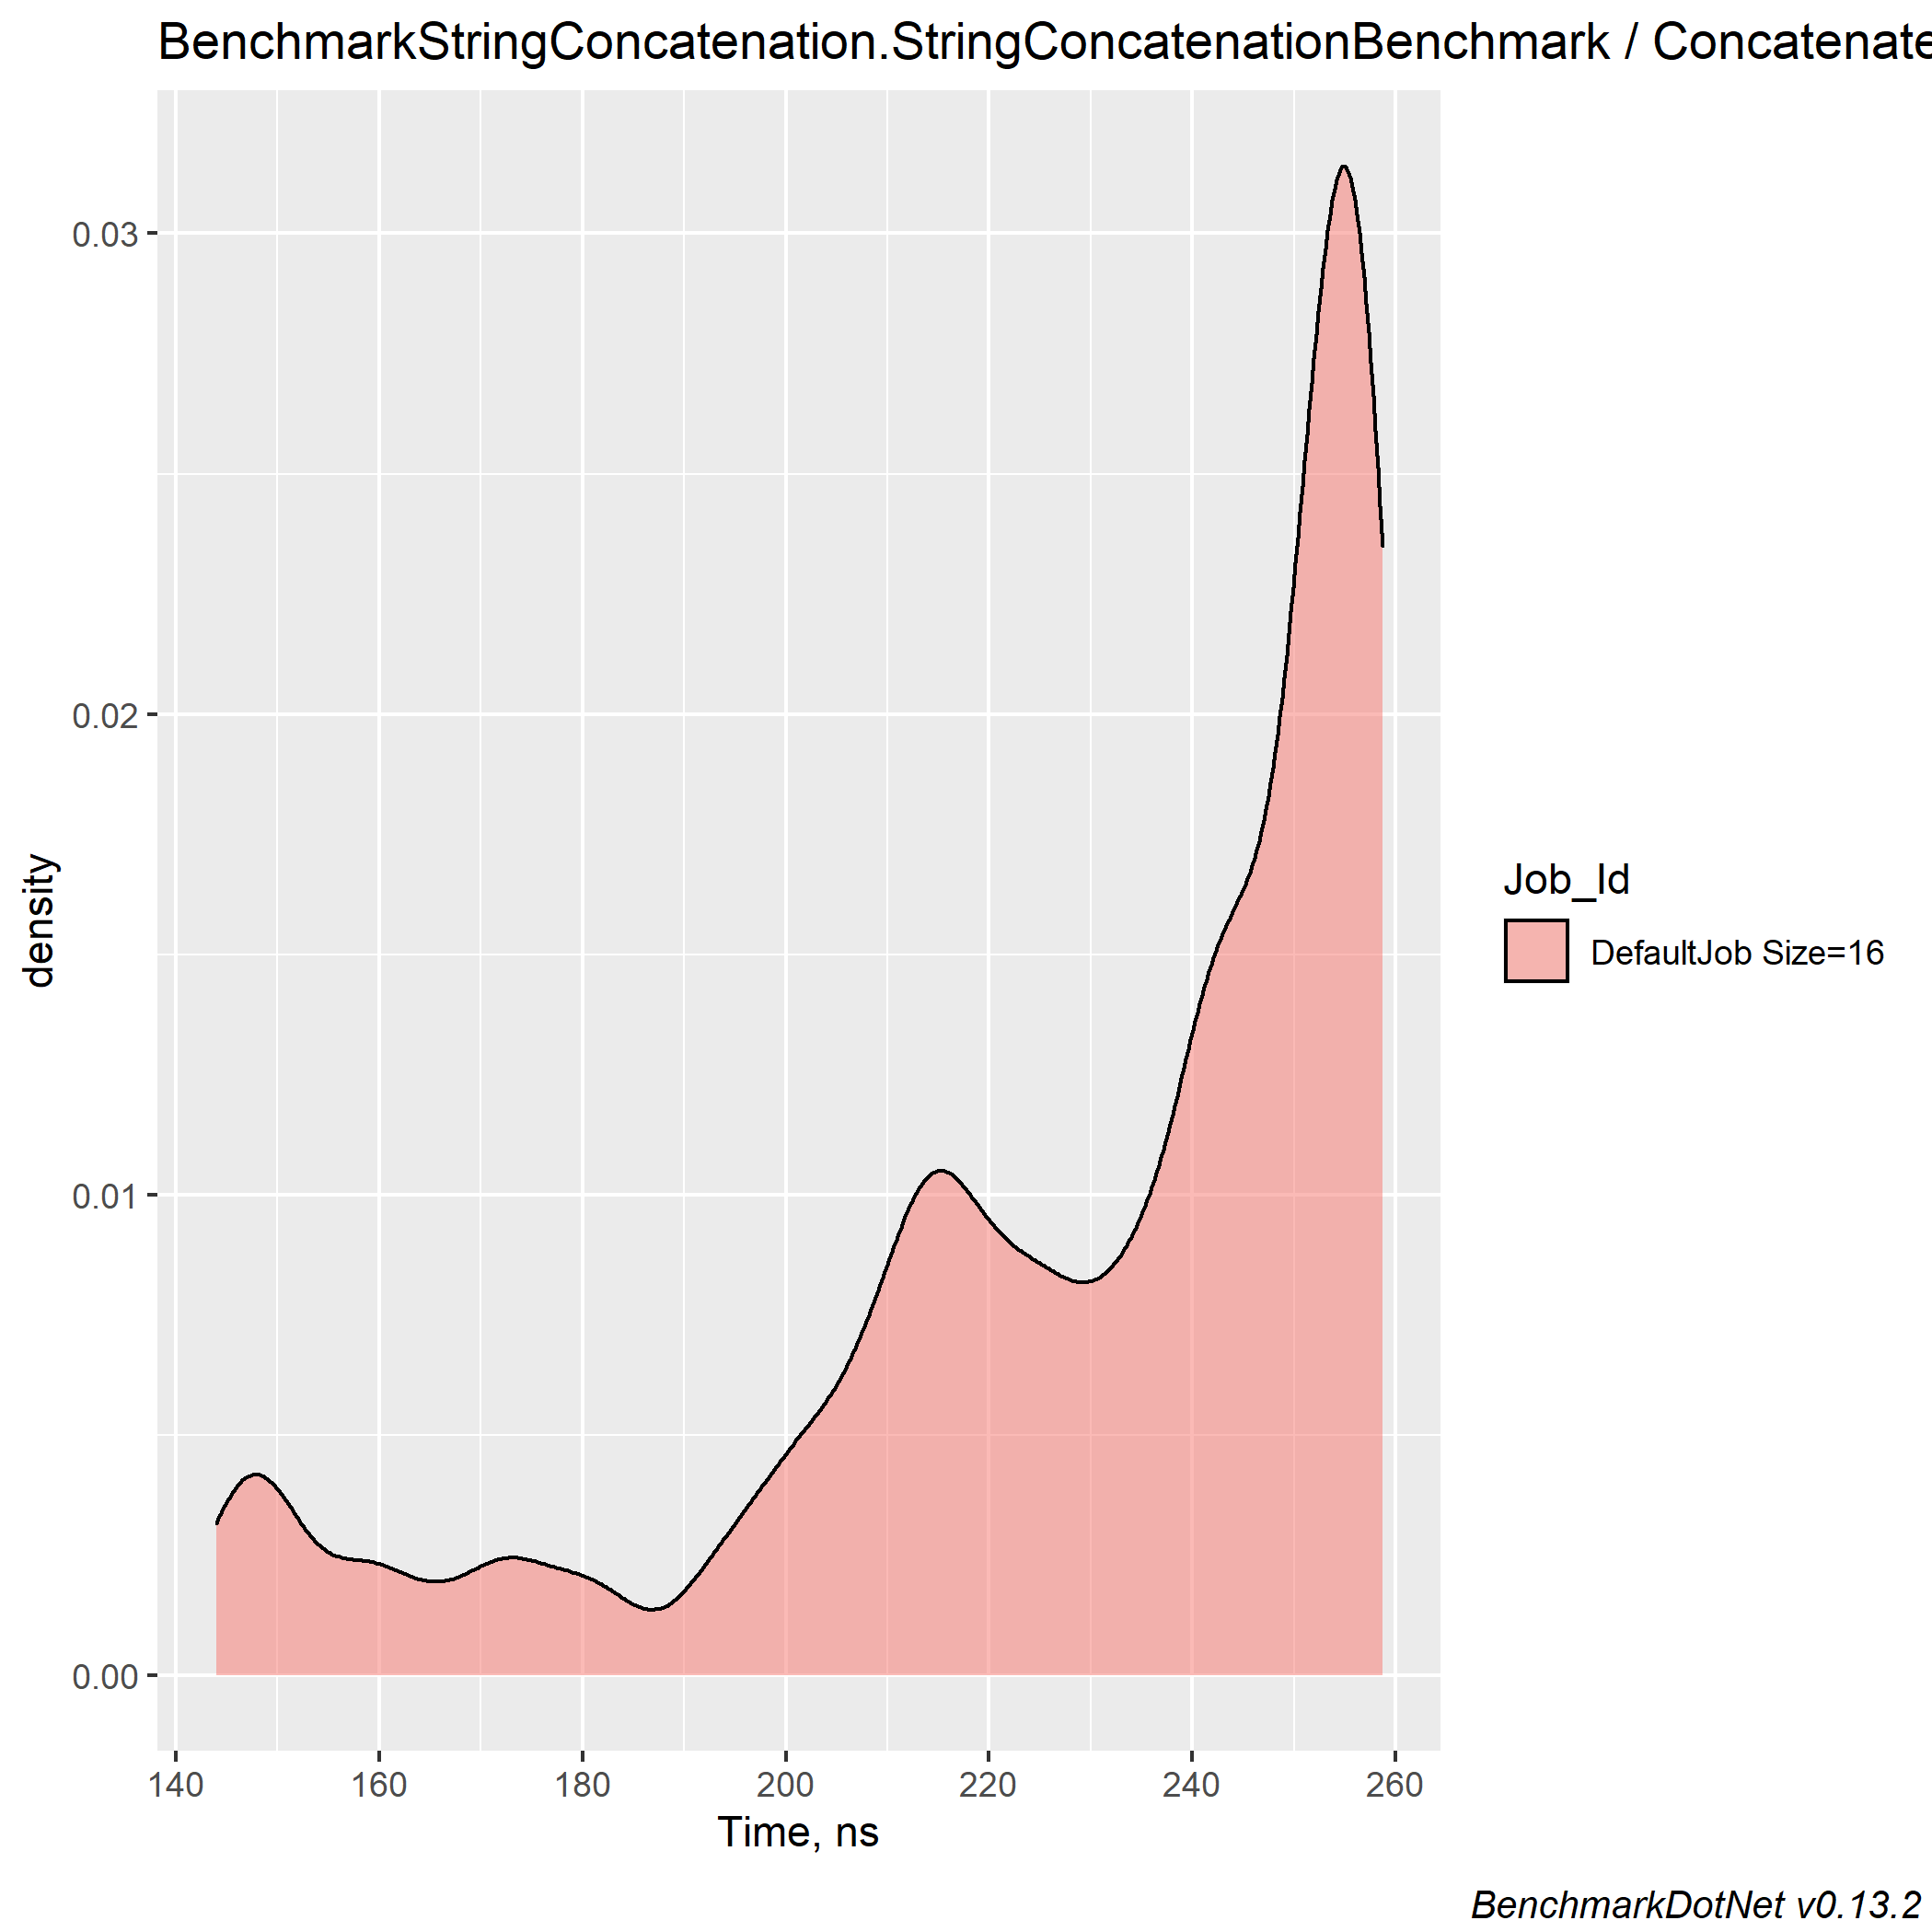 BenchmarkStringConcatenation.StringConcatenationBenchmark / Concatenate
0.03
0.02
0.01
0.00
density
140 160 180 200 220 240 260
Time, ns
Job_Id
DefaultJob Size=16
BenchmarkDotNet v0.13.2